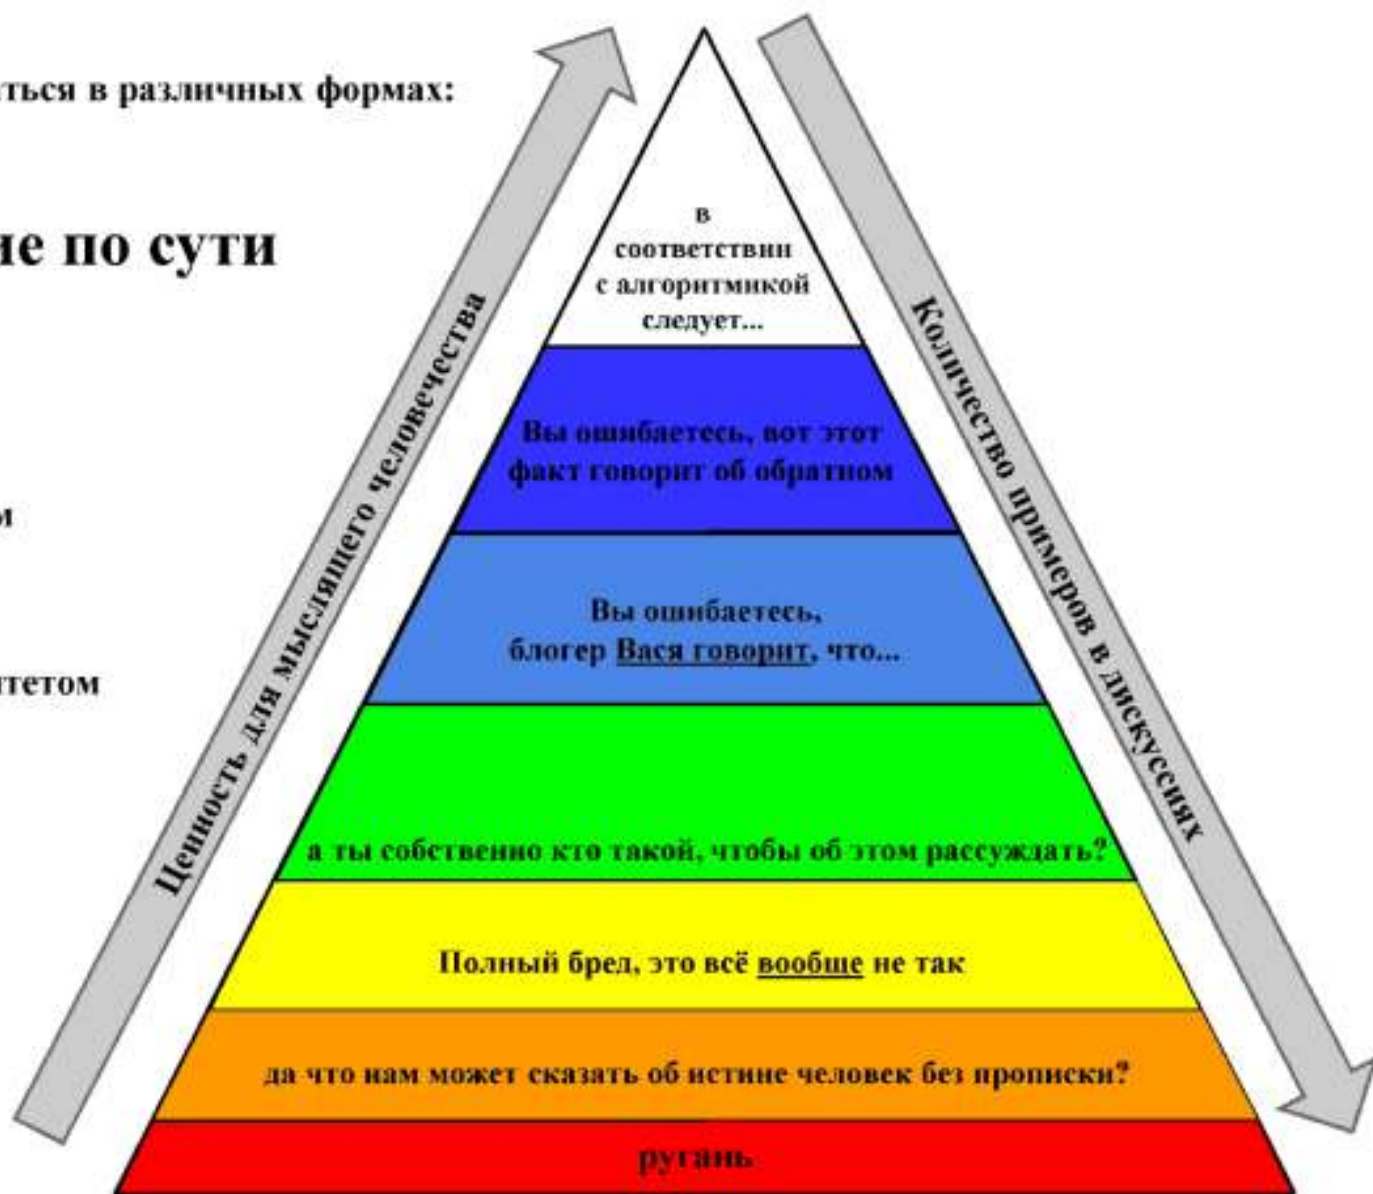 ться в различных формах:
ие по сути
м
тетом
Ценность для мыслящего человечества
Количество примеров в дискуссиях
в
соответствии
с алгоритмикой
следует...
Вы ошибаетесь, вот этот
факт говорит об обратном
Вы ошибаетесь,
блогер Вася говорит, что...
а ты собственно кто такой, чтобы об этом рассуждать?
Полный бред, это всё вообще не так
да что нам может сказать об истине человек без прописки?
ругань